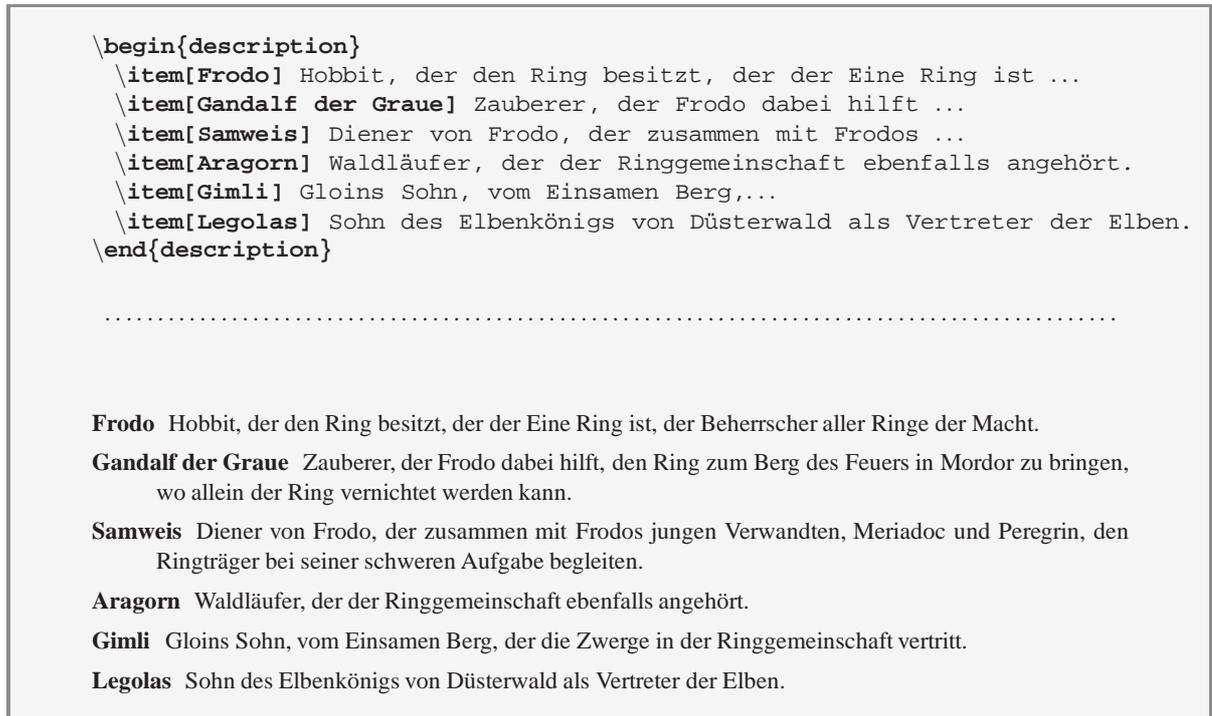 \begin{description}
\item[Frodo] Hobbit, der den Ring besitzt, der der Eine Ring ist ...
\item[Gandalf der Graue] Zauberer, der Frodo dabei hilft ...
\item[Samweis] Diener von Frodo, der zusammen mit Frodos ...
\item[Aragorn] Waldläufer, der der Ringgemeinschaft ebenfalls angehört.
\item[Gimli] Gloins Sohn, vom Einsamen Berg,...
\item[Legolas] Sohn des Elbenkönigs von Düsterwald als Vertreter der Elben.
\end{description}
Frodo Hobbit, der den Ring besitzt, der der Eine Ring ist, der Beherrscher aller Ringe der Macht.
Gandalf der Graue Zauberer, der Frodo dabei hilft, den Ring zum Berg des Feuers in Mordor zu bringen,
wo allein der Ring vernichtet werden kann.
Samweis Diener von Frodo, der zusammen mit Frodos jungen Verwandten, Meriadoc und Peregrin, den
Ringträger bei seiner schweren Aufgabe begleiten.
Aragorn Waldläufer, der der Ringgemeinschaft ebenfalls angehört.
Gimli Gloins Sohn, vom Einsamen Berg, der die Zwerge in der Ringgemeinschaft vertritt.
Legolas Sohn des Elbenkönigs von Düsterwald als Vertreter der Elben.